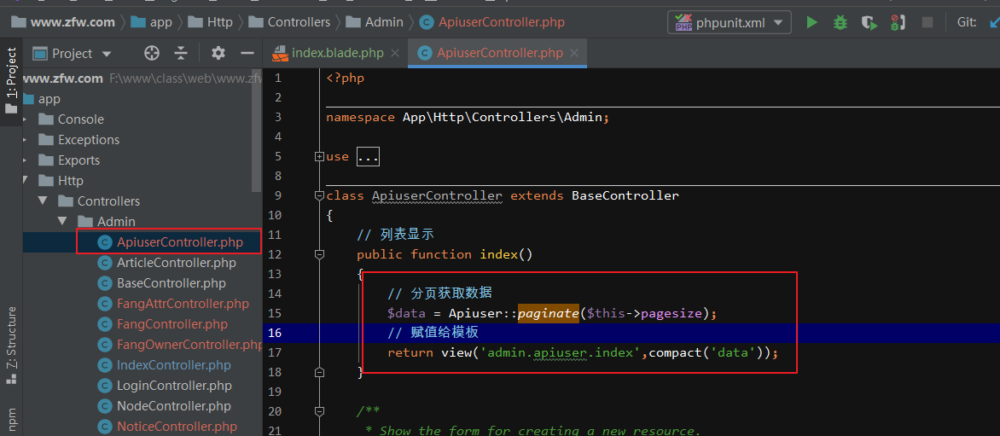 www.zfw.com app Http Controllers Admin ApiuserController.php phpunit.xml Git:
1: Project
Project
index.blade.php ApiuserController.php
www.zfw.com F:\www\class\web\www.zf
app
Console
Exceptions
Exports
Http
Controllers
Admin
ApiuserController.php
ArticleController.php
BaseController.php
FangAttrController.php
FangController.php
FangOwnerController.php
IndexController.php
LoginController.php
NodeController.php
NoticeController.php
Z: Structure
npm
1 <?php
2
3 namespace App\Http\Controllers\Admin;
4
5 use ...
8
9 class ApiuserController extends BaseController
10 {
11 // 列表显示
12 public function index()
13 {
14 // 分页获取数据
15 $data = Apiuser::paginate($this->pagesize);
16 // 赋值给模板
17 return view('admin.apiuser.index',compact('data'));
18 }
19
20 /**
21 * Show the form for creating a new resource.